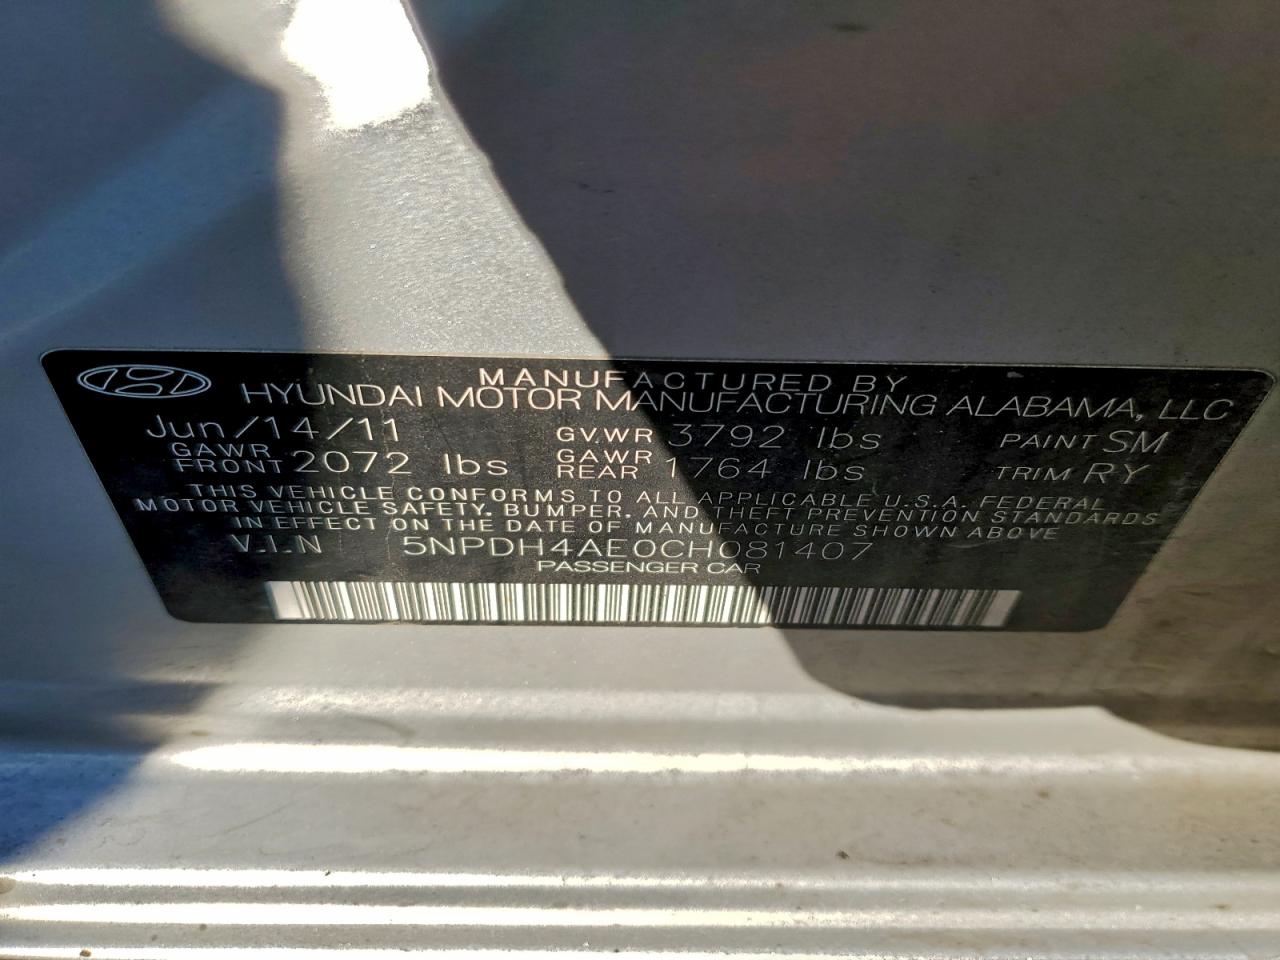 MANUFACTURED BY
HYUNDAI MOTOR MANUFACTURING ALABAMA, LLC
Jun/14/11 GV.WR 3792 lbs PAINT SM
GAWR FRONT 2072 lbs GAWR REAR 1764 lbs TRIM RY
THIS VEHICLE CONFORMS TO ALL APPLICABLE U.S.A. FEDERAL
MOTOR VEHICLE SAFETY, BUMPER, AND THEFT PREVENTION STANDARDS
IN EFFECT ON THE DATE OF MANUFACTURE SHOWN ABOVE
V.I.N 5NPDH4AE0CH081407
PASSENGER CAR